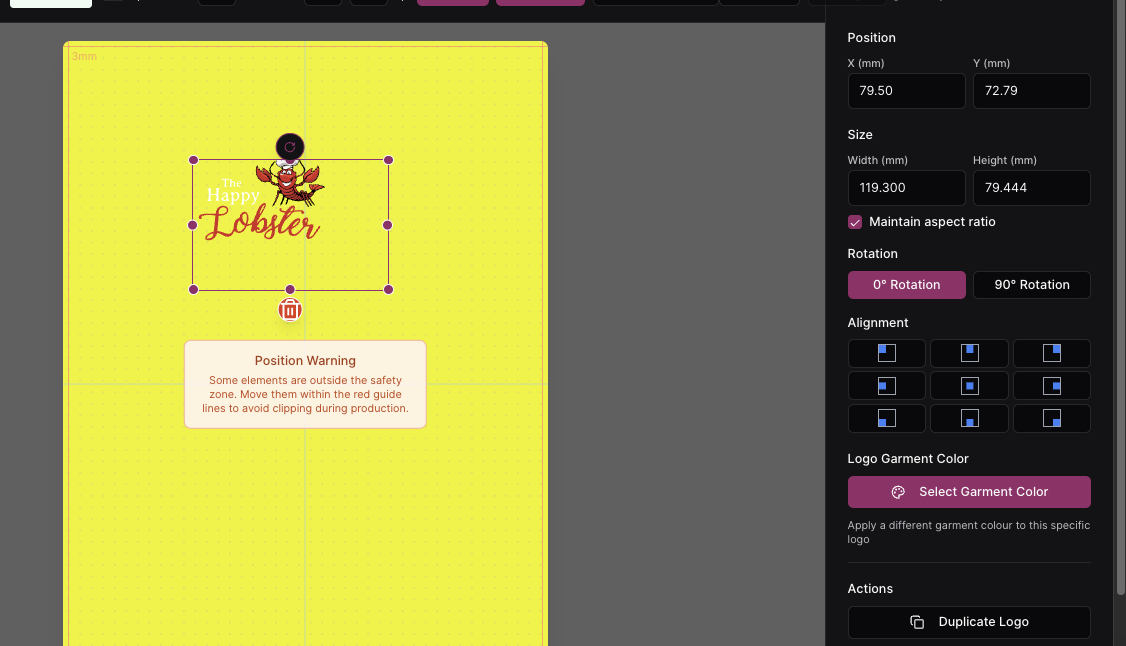 3mm
The
Happy
Lobster
Position Warning
Some elements are outside the safety
zone. Move them within the red guide
lines to avoid clipping during production.
Position
X (mm)
Y (mm)
79.50
72.79
Size
Width (mm)
Height (mm)
119.300
79.444
Maintain aspect ratio
Rotation
0° Rotation
90° Rotation
Alignment
Logo Garment Color
Select Garment Color
Apply a different garment colour to this specific
logo
Actions
Duplicate Logo